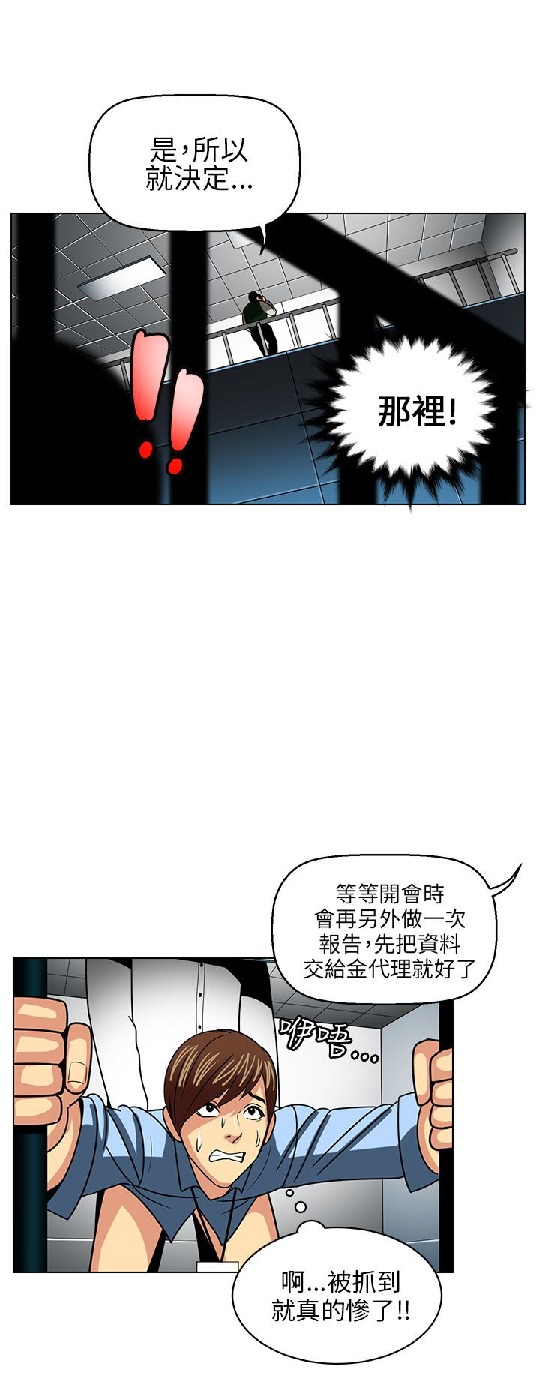 是,所以
就決定...
!!
那裡!
等等開會時
會再另外做一次
報告,先把資料
交給金代理就好了
咿唔...
啊...被抓到
就真的慘了!!